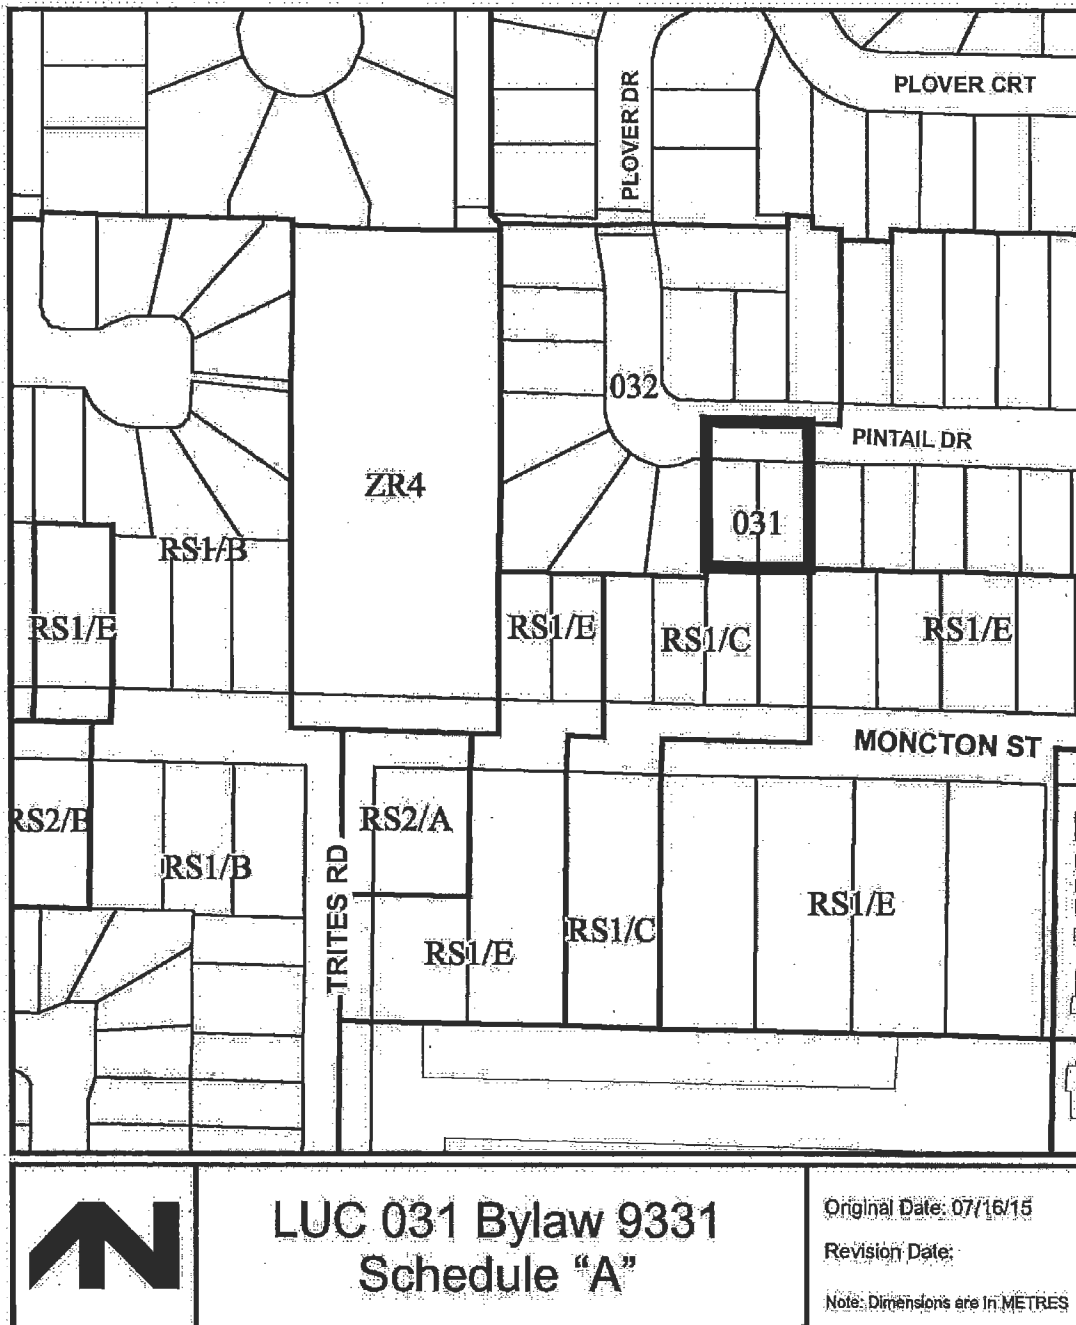 PLOVER CRT
PLOVER DR
032
PINTAIL DR
ZR4
031
RS1/B
RS1/E
RS1/E
RS1/C
RS1/E
MONCTON ST
RS2/B
RS2/A
RS1/B
TRITES RD
RS1/E
RS1/C
RS1/E
LUC 031 Bylaw 9331
Schedule "A"
Original Date: 07/16/15
Revision Date:
Note: Dimensions are in METRES